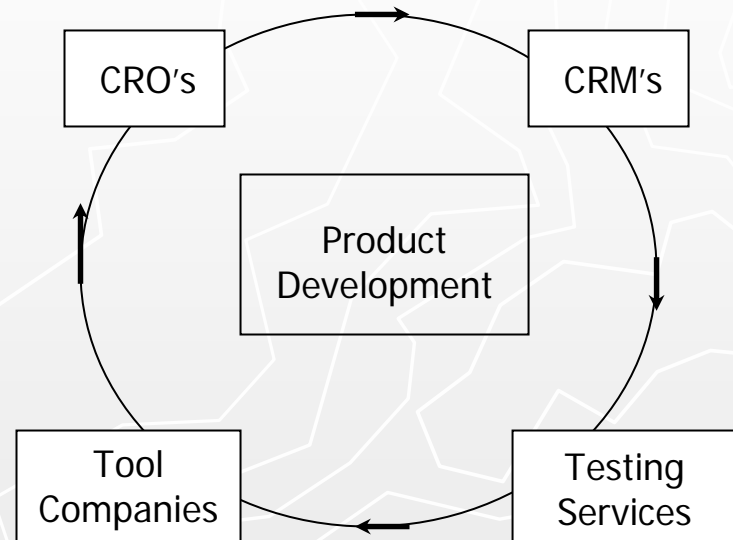 CRO's
CRM's
Product
Development
Tool
Companies
Testing
Services